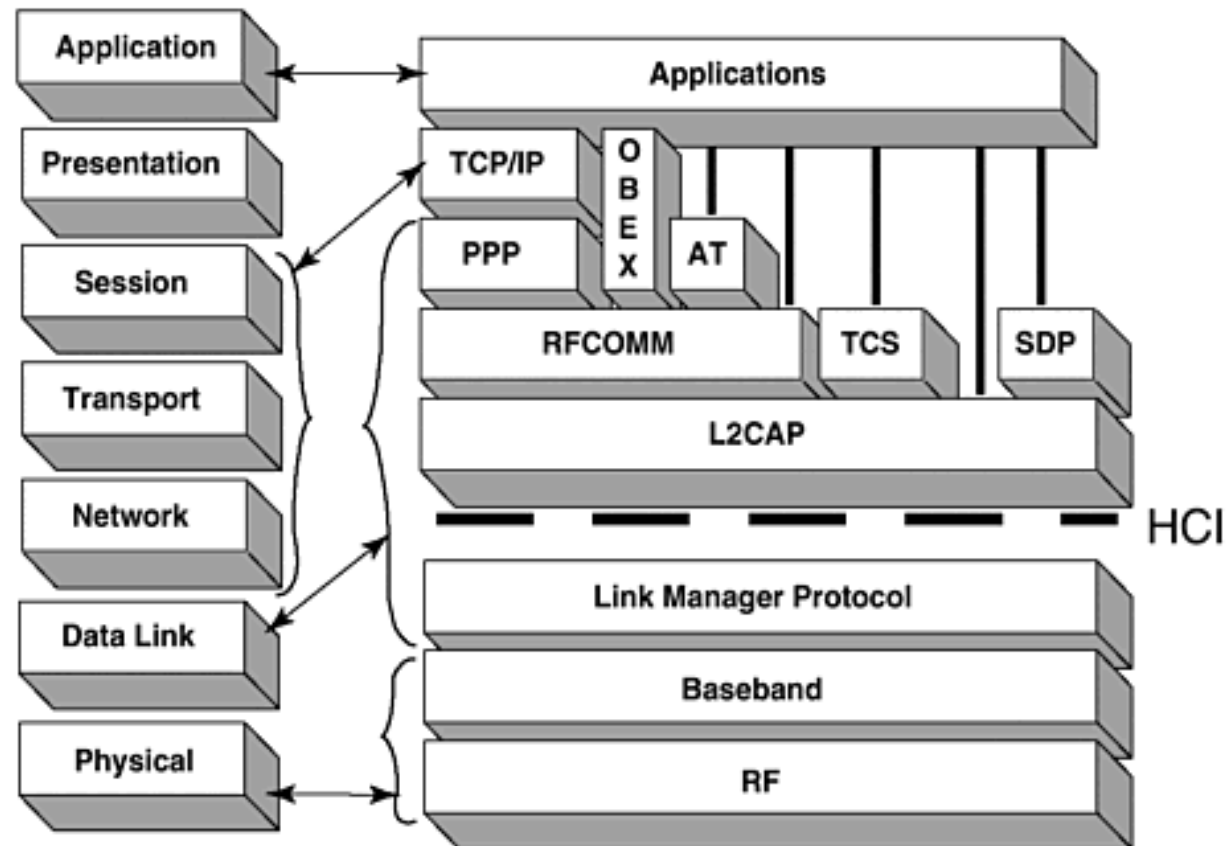 Application
Applications
Presentation
TCP/IP
OBEX
Session
PPP
AT
RFCOMM
TCS
SDP
Transport
L2CAP
Network
HCI
Link Manager Protocol
Data Link
Baseband
Physical
RF